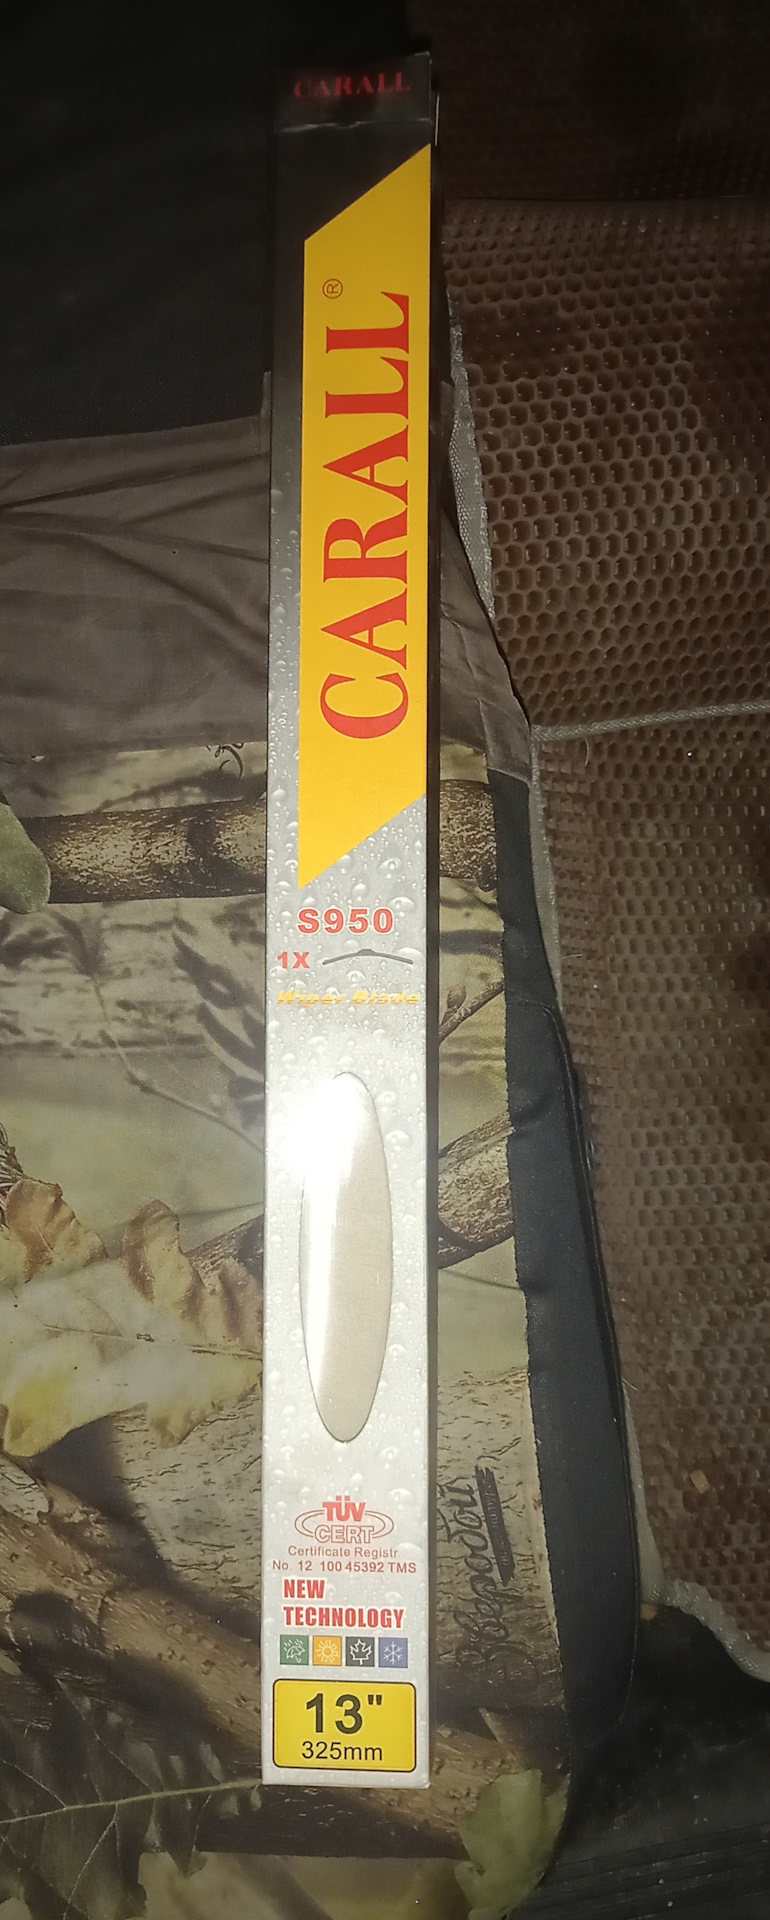 CARALL
CARALL®
S950
1X
Wiper Blade
TÜV
CERT
Certificate Registr.
No 12 100 45392 TMS
NEW
TECHNOLOGY
13"
325mm